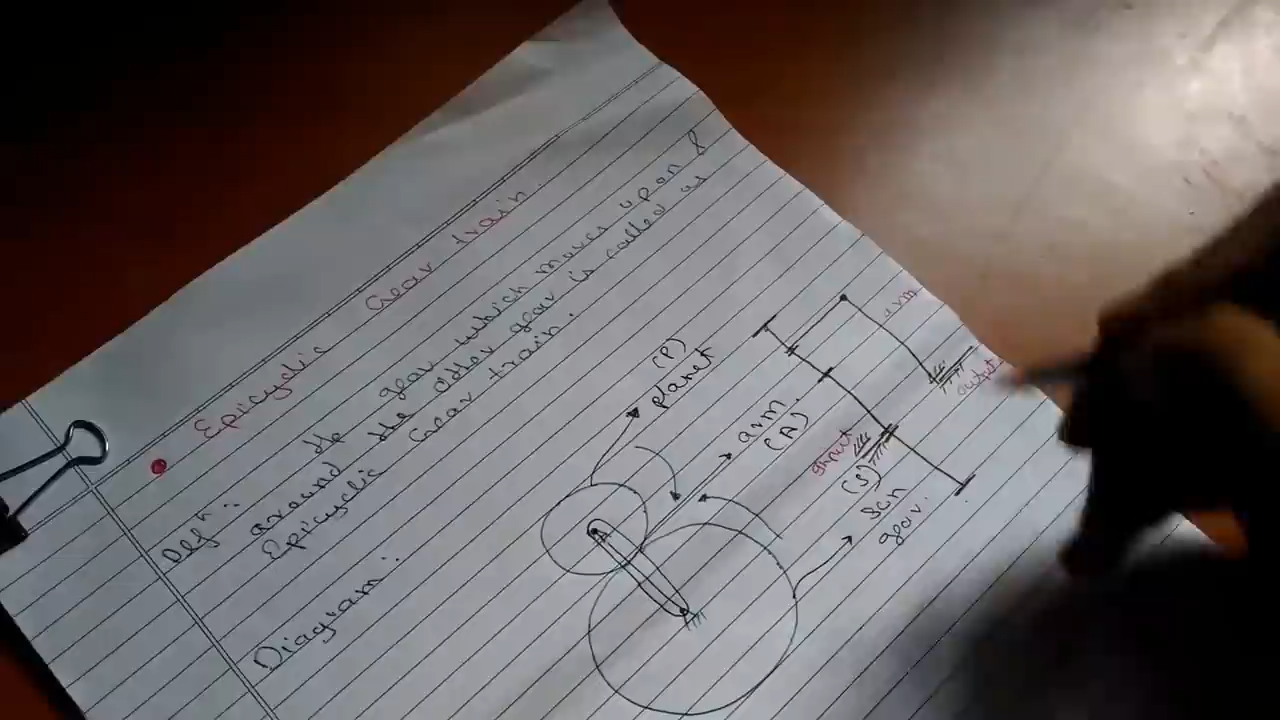 Epicyclic Gear train.
Defn: The gear which moves upon &
around the other gear is called as
Epicyclic Gear train.
Diagram:
(P)
planet
arm
(A)
(S)
sun
gear.
Input
arm
output